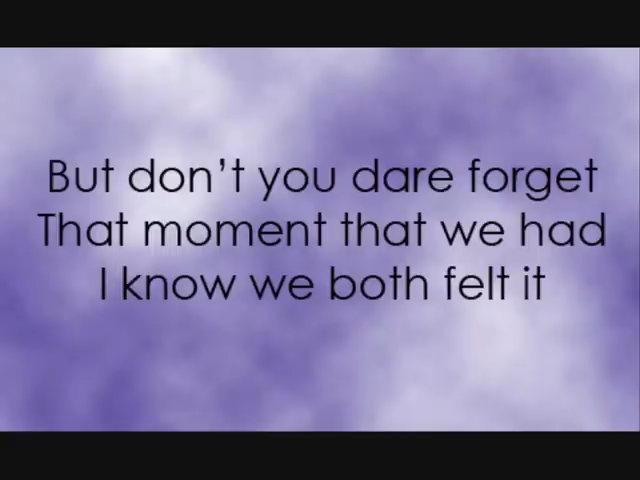 But don’t you dare forget
That moment that we had
I know we both felt it